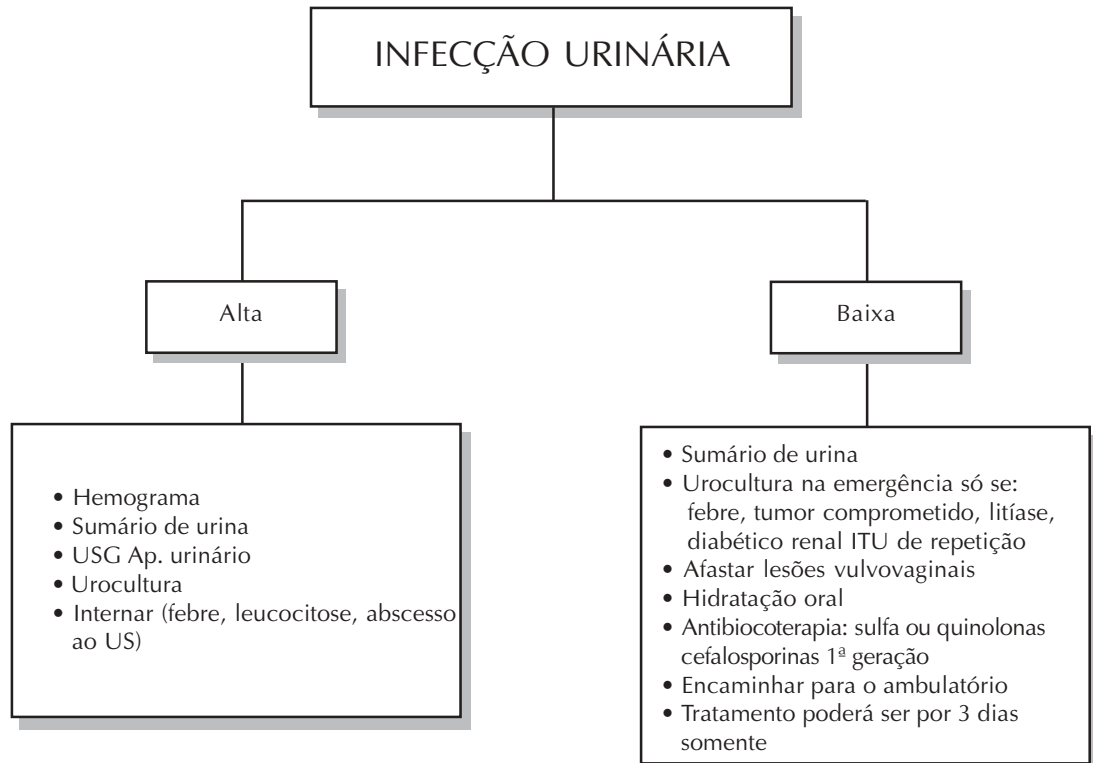 INFECÇÃO URINÁRIA
Alta
Baixa
• Hemograma
• Sumário de urina
• USG Ap. urinário
• Urocultura
• Internar (febre, leucocitose, abscesso
ao US)
• Sumário de urina
• Urocultura na emergência só se:
febre, tumor comprometido, litíase,
diabético renal ITU de repetição
• Afastar lesões vulvovaginais
• Hidratação oral
• Antibiocoterapia: sulfa ou quinolonas
cefalosporinas 1ª geração
• Encaminhar para o ambulatório
• Tratamento poderá ser por 3 dias
somente